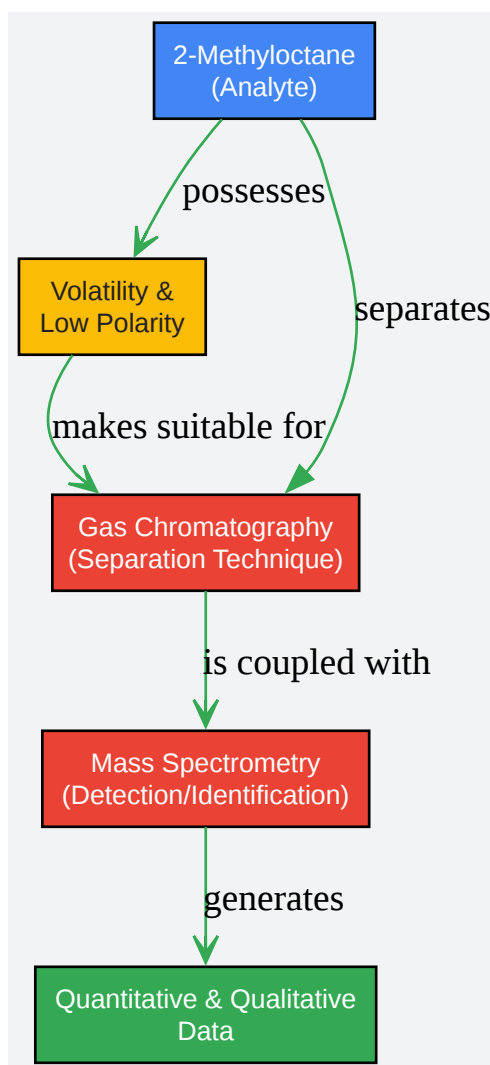 2-Methyloctane
(Analyte)
possesses
Volatility &
Low Polarity
separates
makes suitable for
Gas Chromatography
(Separation Technique)
is coupled with
Mass Spectrometry
(Detection/Identification)
generates
Quantitative & Qualitative
Data